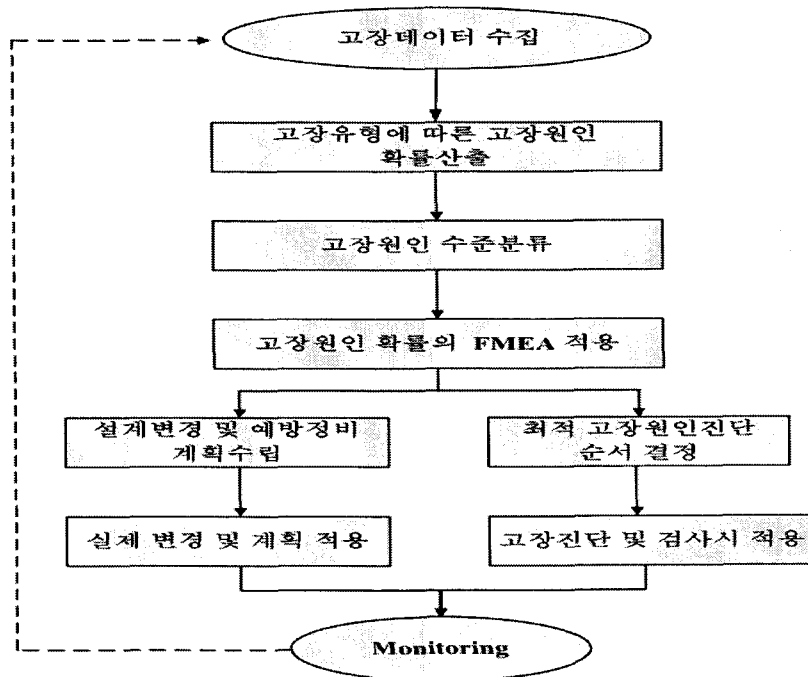 고장데이터 수집
고장유형에 따른 고장원인
확률산출
고장원인 수준분류
고장원인 확률의 FMEA 적용
설계변경 및 예방정비
계획수립
최적 고장원인진단
순서 결정
실제 변경 및 계획 적용
고장진단 및 검사시 적용
Monitoring